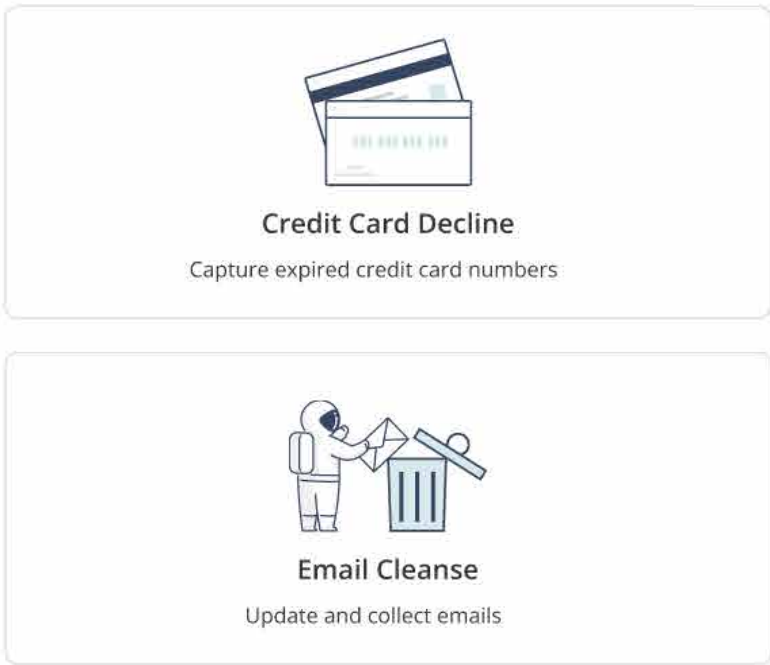 Credit Card Decline
Capture expired credit card numbers
Email Cleanse
Update and collect emails